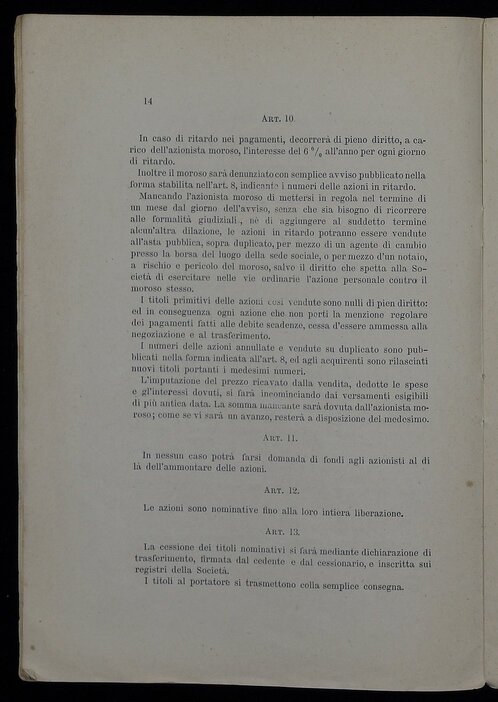 14
ART. 10.
In caso di ritardo nei pagamenti, decorrerà di pieno diritto, a ca-
rico dell'azionista moroso, l'interesse del 6 % all'anno per ogni giorno
di ritardo.
Inoltre il moroso sarà denunziato con semplice avviso pubblicato nella
forma stabilita nell'art. 8, indicante i numeri delle azioni in ritardo.
Mancando l'azionista moroso di mettersi in regola nel termine di
un mese dal giorno dell'avviso, senza che sia bisogno di ricorrere
alle formalità giudiziali, nè di aggiungere al suddetto termine
alcun'altra dilazione, le azioni in ritardo potranno essere vendute
all'asta pubblica, sopra duplicato, per mezzo di un agente di cambio
presso la borsa del luogo della sede sociale, o per mezzo d'un notaio,
a rischio e pericolo del moroso, salvo il diritto che spetta alla So-
cietà di esercitare nelle vie ordinarie l'azione personale contro il
moroso stesso.
I titoli primitivi delle azioni così vendute sono nulli di pien diritto:
ed in conseguenza ogni azione che non porti la menzione regolare
dei pagamenti fatti alle debite scadenze, cessa d'essere ammessa alla
negoziazione e al trasferimento.
I numeri delle azioni annullate e vendute su duplicato sono pub-
blicati nella forma indicata all'art. 8, ed agli acquirenti sono rilasciati
nuovi titoli portanti i medesimi numeri.
L'imputazione del prezzo ricavato dalla vendita, dedotte le spese
e gl'interessi dovuti, si farà incominciando dai versamenti esigibili
di più antica data. La somma mancante sarà dovuta dall'azionista mo-
roso; come se vi sarà un avanzo, resterà a disposizione del medesimo.
ART. 11.
In nessun caso potrà farsi domanda di fondi agli azionisti al di
là dell'ammontare delle azioni.
ART. 12.
Le azioni sono nominative fino alla loro intiera liberazione.
ART. 13.
La cessione dei titoli nominativi si farà mediante dichiarazione di
trasferimento, firmata dal cedente e dal cessionario, e inscritta sui
registri della Società.
I titoli al portatore si trasmettono colla semplice consegna.